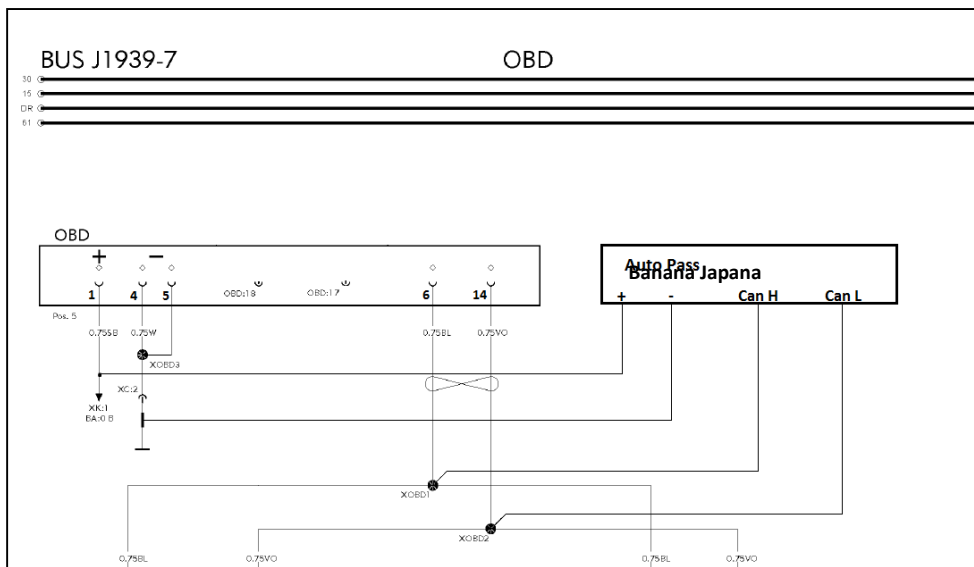 BUS J1939-7 OBD
30
15
DR
61
OBD
+ −
1 4 5 OBD:18 OBD:17 6 14
Pos. 5
Auto Pass
Banana Japana
+ - Can H Can L
0.75SB 0.75W 0.75BL 0.75VO
XOBD3
XC:2
XK:1
BA:0 B
XOBD1
XOBD2
0.75BL 0.75VO 0.75BL 0.75VO